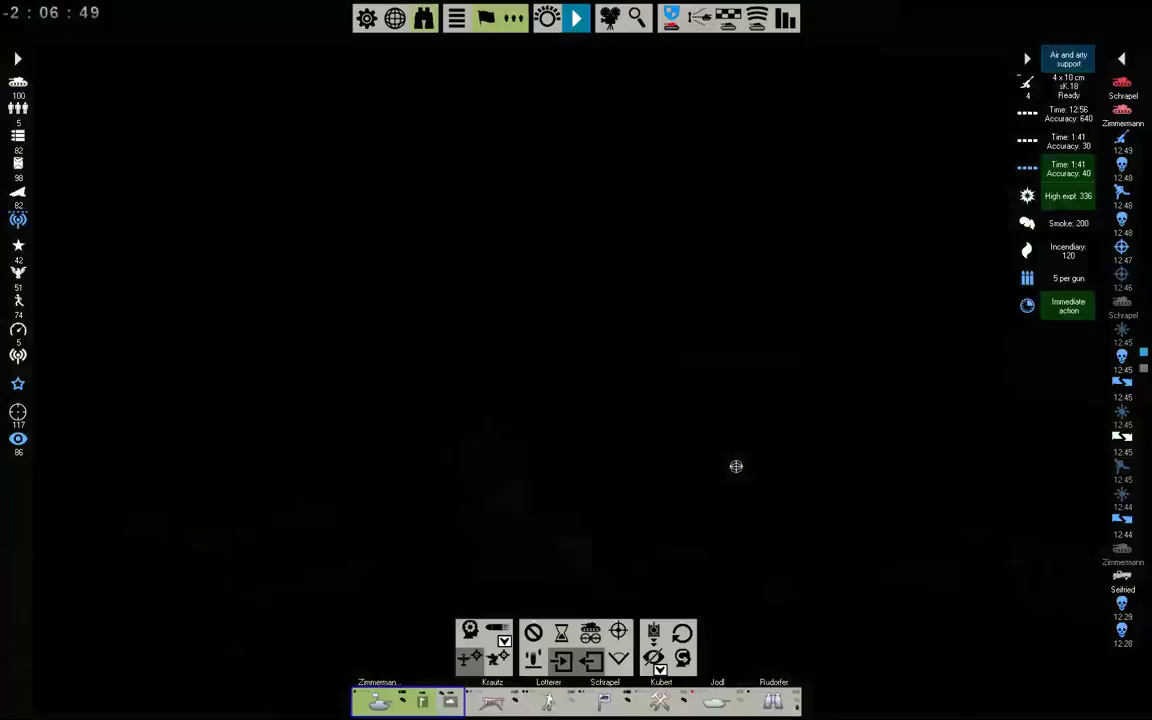 -2 : 06 : 49
100
5
82
98
82
42
51
74
5
117
86
Air and arty
support
4 x 10 cm
sK.18
Ready
4
Time: 12:56
Accuracy: 640
Time: 1:41
Accuracy: 30
Time: 1:41
Accuracy: 40
High expl: 336
Smoke: 200
Incendiary:
120
5 per gun
Immediate
action
Schrapel
Zimmermann
12:49
12:48
12:48
12:48
12:47
12:46
Schrapel
12:45
12:45
12:45
12:45
12:45
12:45
12:44
12:44
Zimmermann
Seifried
12:29
12:28
Zimmerman...
Krautz
Lotterer
Schrapel
Kubert
Jodl
Rudorfer